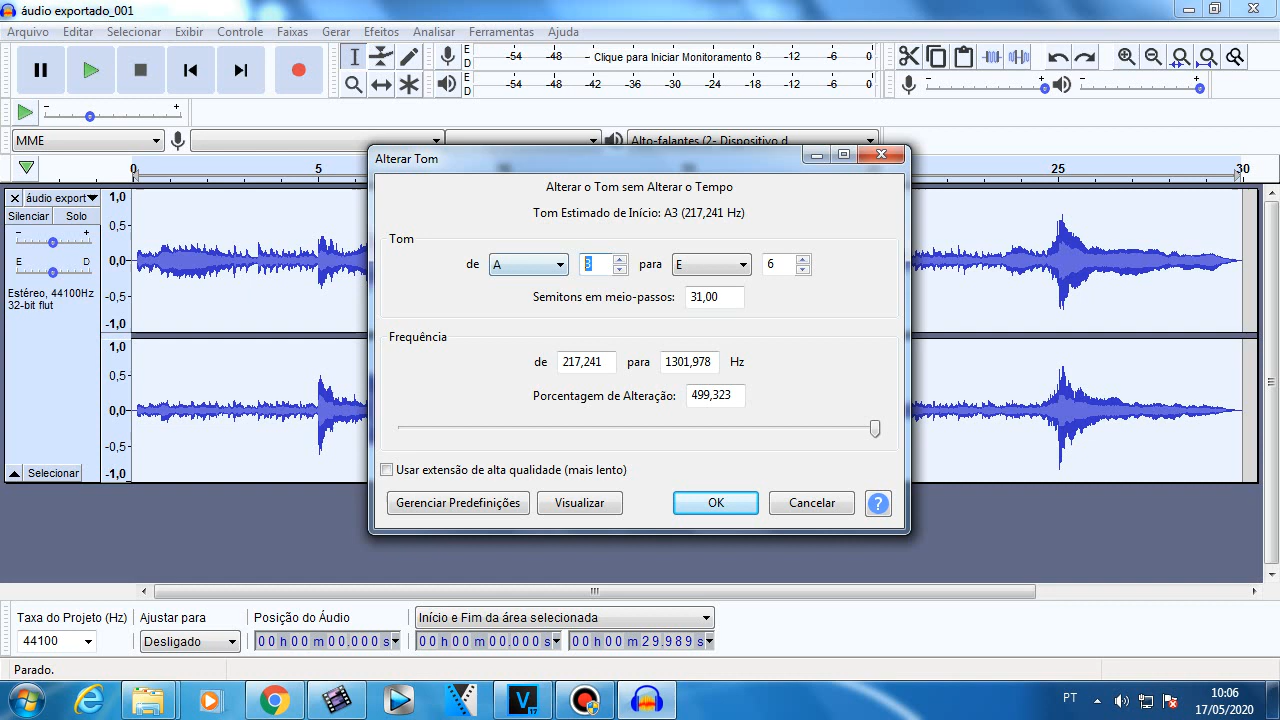 áudio exportado_001
Arquivo Editar Selecionar Exibir Controle Faixas Gerar Efeitos Analisar Ferramentas Ajuda
E D -54 -48 Clique para Iniciar Monitoramento 8 -12 -6 0
E D -54 -48 -42 -36 -30 -24 -18 -12 -6 0
MME
Alto-falantes (2- Dispositivo d
0 5 25 30
Alterar Tom
Alterar o Tom sem Alterar o Tempo
Tom Estimado de Início: A3 (217,241 Hz)
Tom
de A 3 para E 6
Semitons em meio-passos: 31,00
Frequência
de 217,241 para 1301,978 Hz
Porcentagem de Alteração: 499,323
Usar extensão de alta qualidade (mais lento)
Gerenciar Predefinições Visualizar OK Cancelar ?
áudio export
Silenciar Solo
- +
E D
Estéreo, 44100Hz
32-bit flut
Selecionar
1,0
0,5
0,0
-0,5
-1,0
1,0
0,5
0,0
-0,5
-1,0
Taxa do Projeto (Hz) Ajustar para Posição do Áudio Início e Fim da área selecionada
44100 Desligado 00 h 00 m 00.000 s 00 h 00 m 00.000 s 00 h 00 m 29.989 s
Parado.
V 17
PT 10:06
17/05/2020